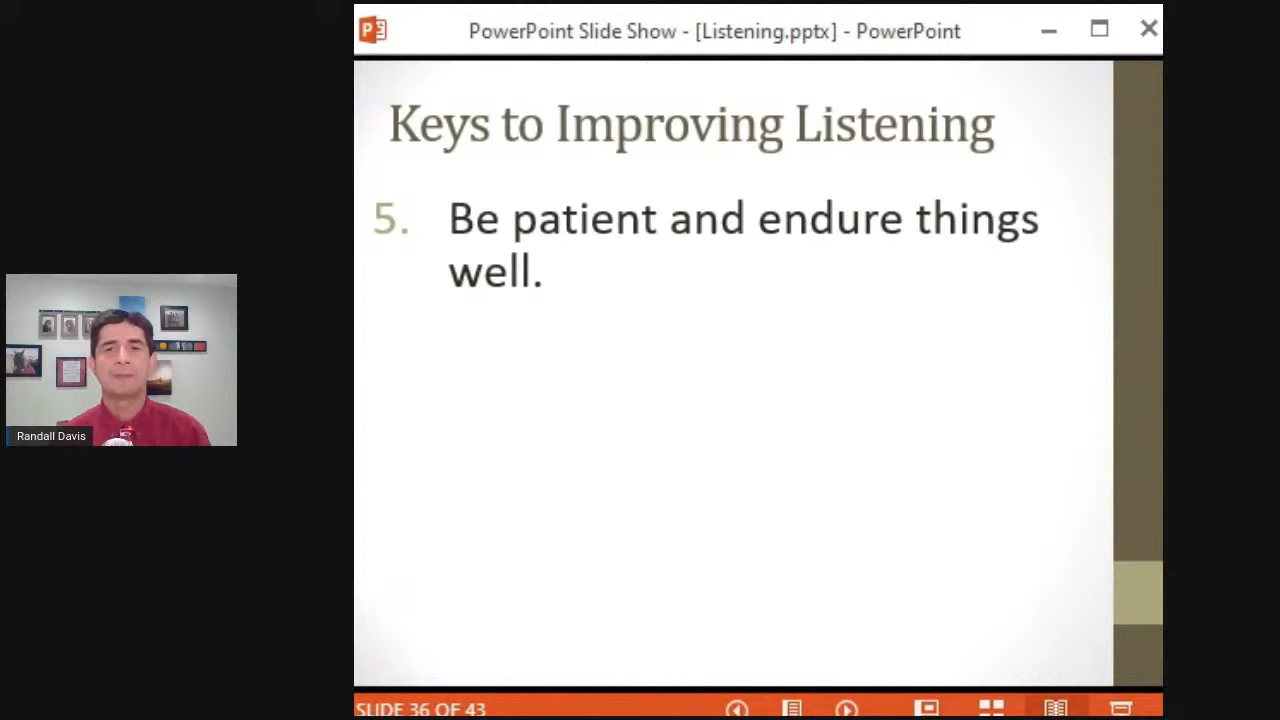 PowerPoint Slide Show - [Listening.pptx] - PowerPoint
Keys to Improving Listening
5. Be patient and endure things
well.
Randall Davis
SLIDE 36 OF 43